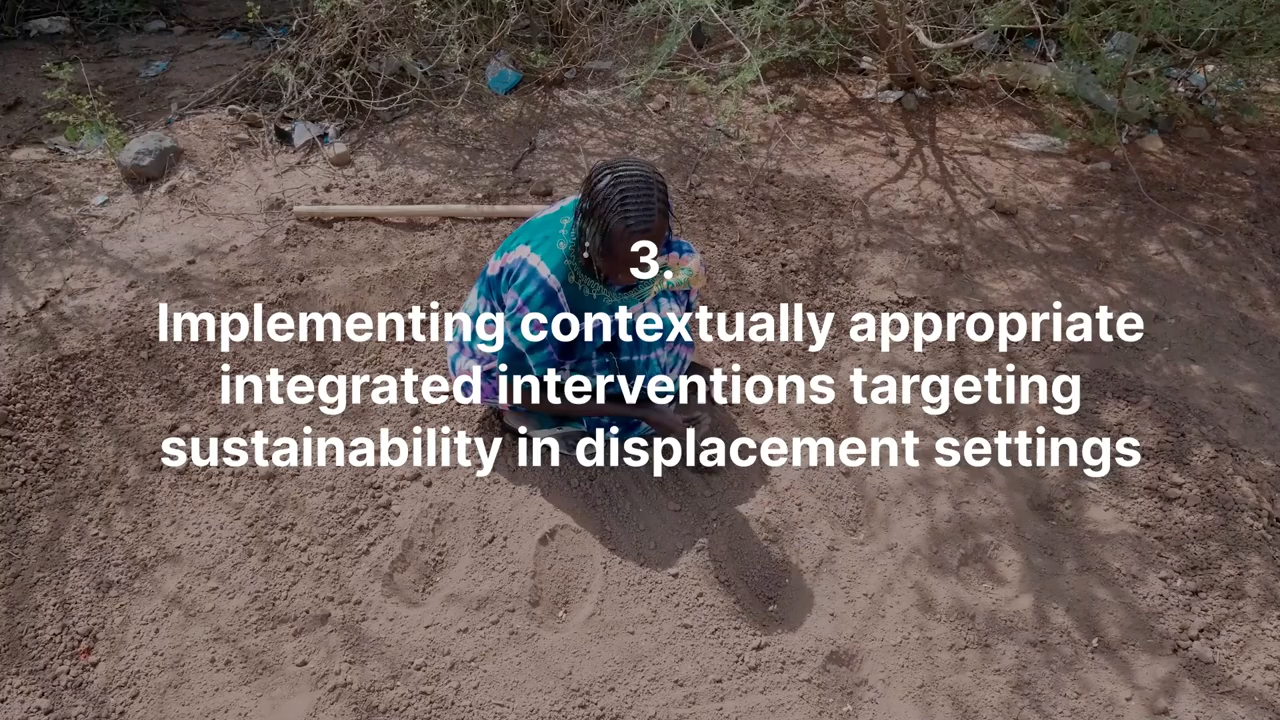 3.
Implementing contextually appropriate
integrated interventions targeting
sustainability in displacement settings